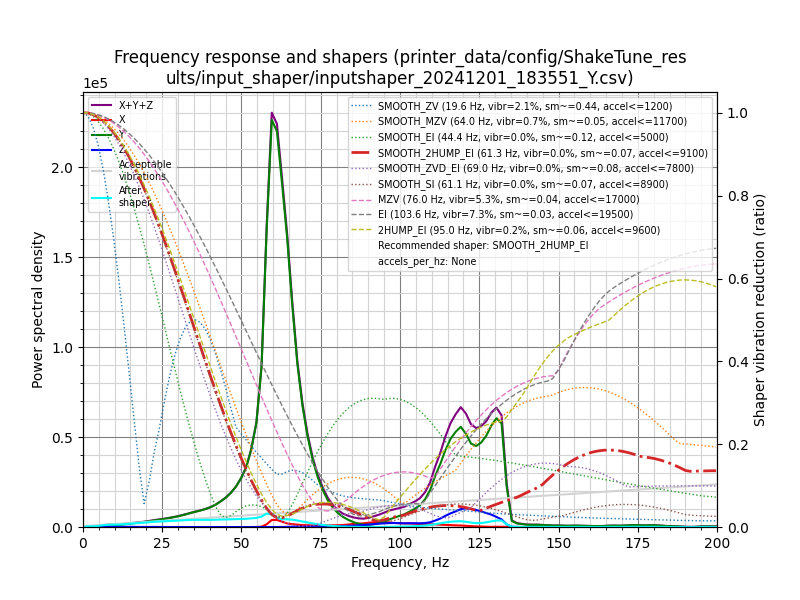 Frequency response and shapers (printer_data/config/ShakeTune_res
ults/input_shaper/inputshaper_20241201_183551_Y.csv)
1e5
X+Y+Z
X
Y
Z
Acceptable
vibrations
After
shaper
SMOOTH_ZV (19.6 Hz, vibr=2.1%, sm~=0.44, accel<=1200)
SMOOTH_MZV (64.0 Hz, vibr=0.7%, sm~=0.05, accel<=11700)
SMOOTH_EI (44.4 Hz, vibr=0.0%, sm~=0.12, accel<=5000)
SMOOTH_2HUMP_EI (61.3 Hz, vibr=0.0%, sm~=0.07, accel<=9100)
SMOOTH_ZVD_EI (69.0 Hz, vibr=0.0%, sm~=0.08, accel<=7800)
SMOOTH_SI (61.1 Hz, vibr=0.0%, sm~=0.07, accel<=8900)
MZV (76.0 Hz, vibr=5.3%, sm~=0.04, accel<=17000)
EI (103.6 Hz, vibr=7.3%, sm~=0.03, accel<=19500)
2HUMP_EI (95.0 Hz, vibr=0.2%, sm~=0.06, accel<=9600)
Recommended shaper: SMOOTH_2HUMP_EI
accels_per_hz: None
Power spectral density
2.0
1.5
1.0
0.5
0.0
1.0
0.8
0.6
0.4
0.2
0.0
Shaper vibration reduction (ratio)
0 25 50 75 100 125 150 175 200
Frequency, Hz